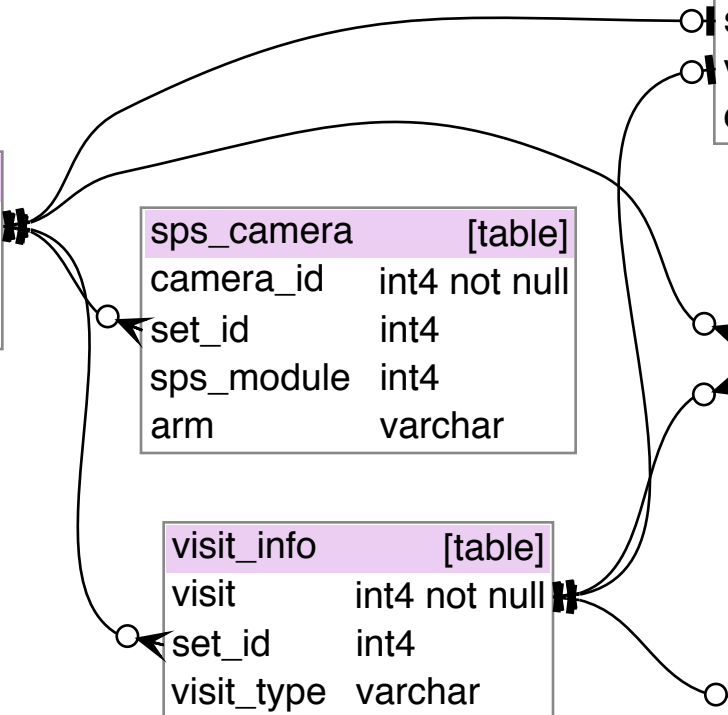 sps_camera [table]
camera_id int4 not null
set_id int4
sps_module int4
arm varchar
visit_info [table]
visit int4 not null
set_id int4
visit_type varchar